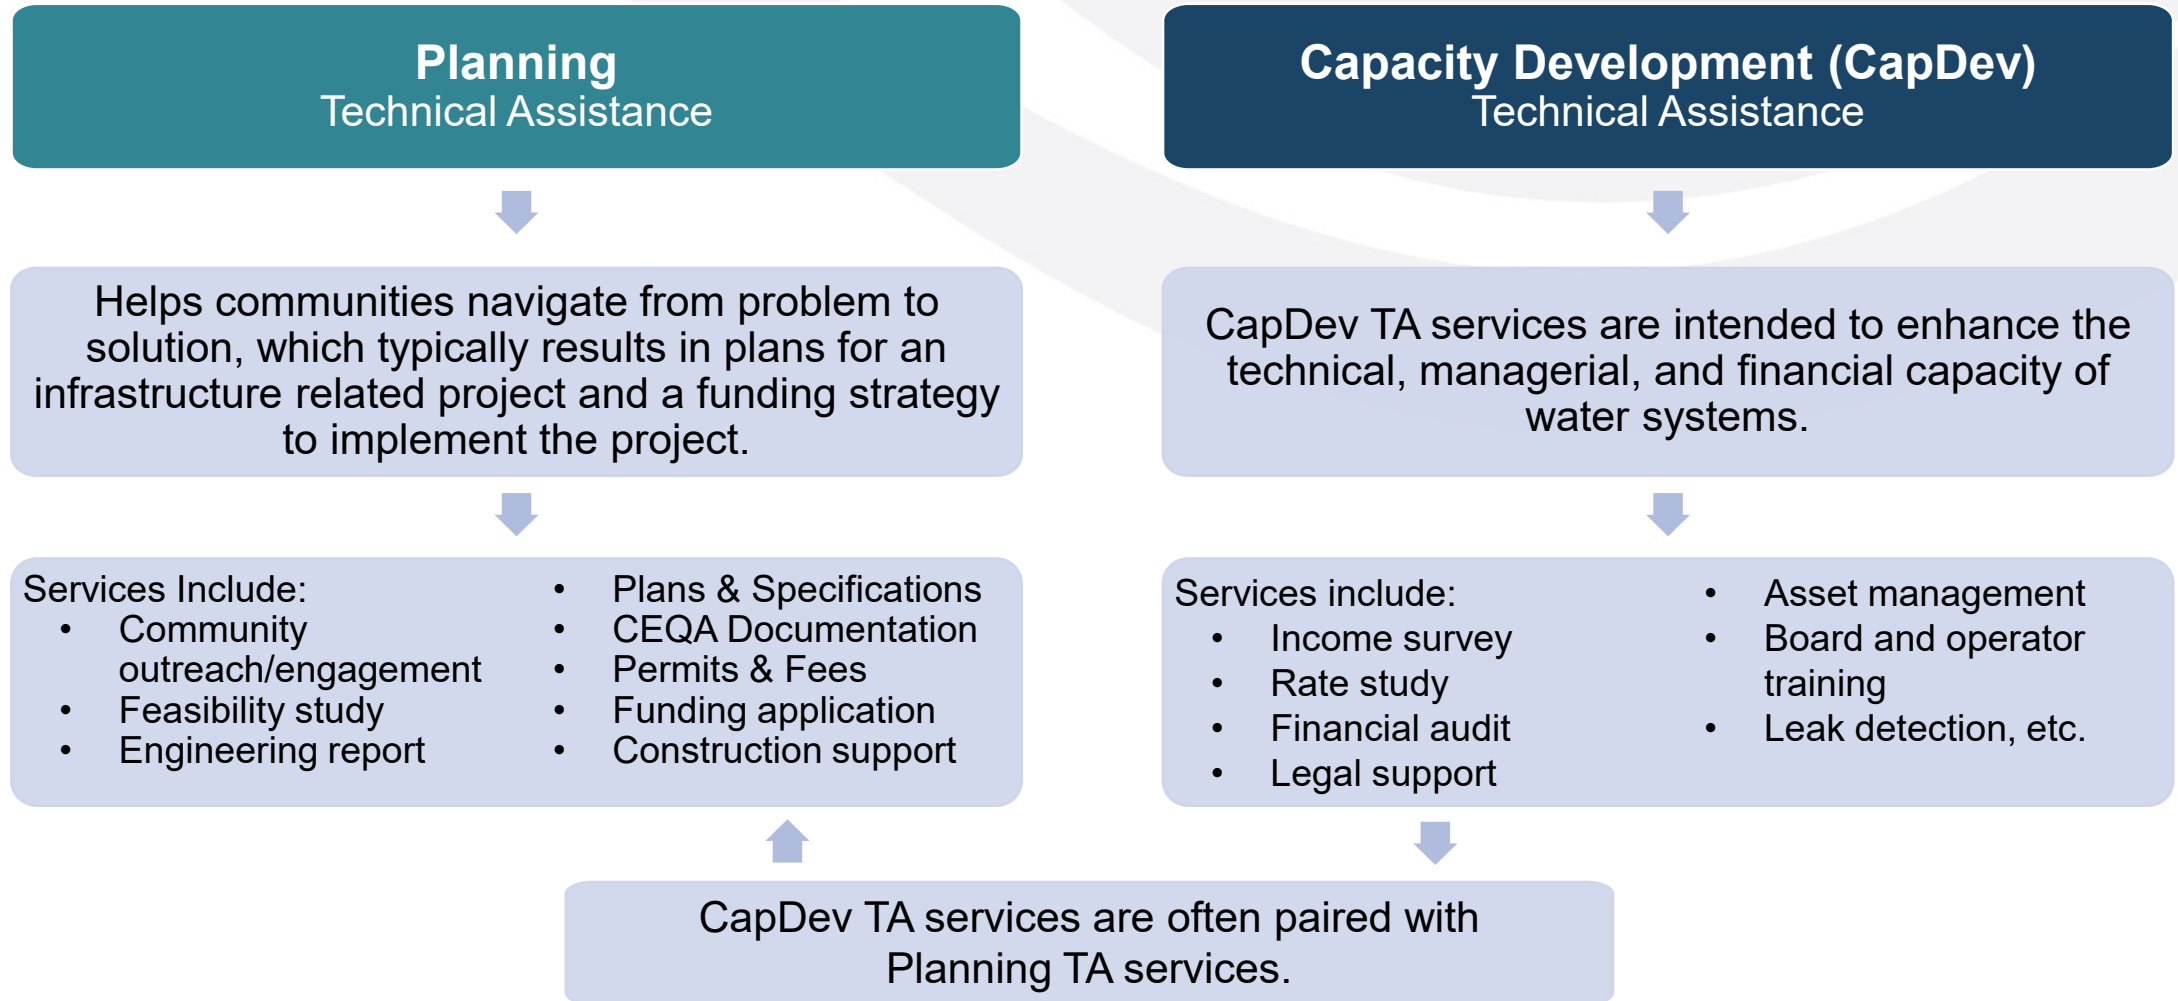 Planning
Technical Assistance
Helps communities navigate from problem to
solution, which typically results in plans for an
infrastructure related project and a funding strategy
to implement the project.
Services Include:
• Community
outreach/engagement
• Feasibility study
• Engineering report
• Plans & Specifications
• CEQA Documentation
• Permits & Fees
• Funding application
• Construction support
Capacity Development (CapDev)
Technical Assistance
CapDev TA services are intended to enhance the
technical, managerial, and financial capacity of
water systems.
Services include:
• Income survey
• Rate study
• Financial audit
• Legal support
• Asset management
• Board and operator
training
• Leak detection, etc.
CapDev TA services are often paired with
Planning TA services.